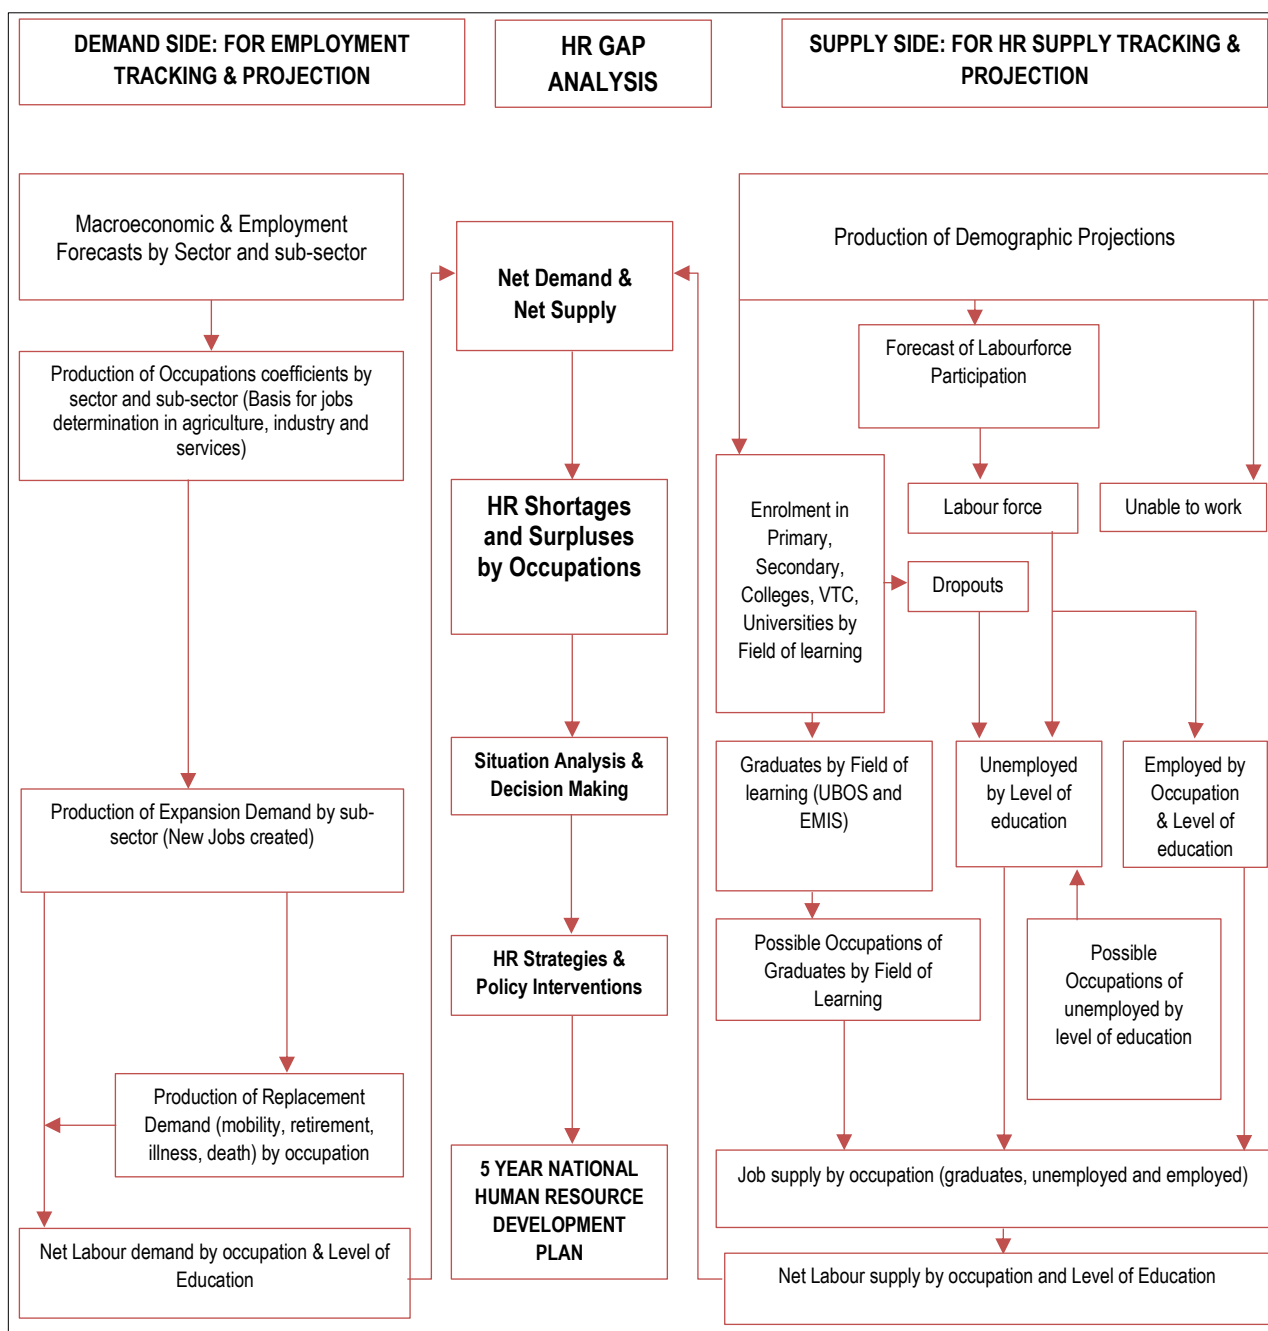 DEMAND SIDE: FOR EMPLOYMENT
TRACKING & PROJECTION
HR GAP
ANALYSIS
SUPPLY SIDE: FOR HR SUPPLY TRACKING &
PROJECTION
Macroeconomic & Employment
Forecasts by Sector and sub-sector
Production of Occupations coefficients by
sector and sub-sector (Basis for jobs
determination in agriculture, industry and
services)
Production of Expansion Demand by sub-
sector (New Jobs created)
Production of Replacement
Demand (mobility, retirement,
illness, death) by occupation
Net Labour demand by occupation & Level of
Education
Net Demand &
Net Supply
HR Shortages
and Surpluses
by Occupations
Situation Analysis &
Decision Making
HR Strategies &
Policy Interventions
5 YEAR NATIONAL
HUMAN RESOURCE
DEVELOPMENT
PLAN
Production of Demographic Projections
Forecast of Labourforce
Participation
Labour force
Unable to work
Enrolment in
Primary,
Secondary,
Colleges, VTC,
Universities by
Field of learning
Dropouts
Graduates by Field of
learning (UBOS and
EMIS)
Unemployed
by Level of
education
Employed by
Occupation
& Level of
education
Possible Occupations of
Graduates by Field of
Learning
Possible
Occupations of
unemployed by
level of education
Job supply by occupation (graduates, unemployed and employed)
Net Labour supply by occupation and Level of Education